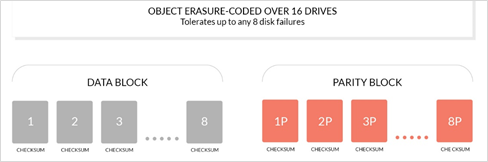 OBJECT ERASURE-CODED OVER 16 DRIVES
Tolerates up to any 8 disk failures
DATA BLOCK
1 2 3 ..... 8
CHECKSUM CHECKSUM CHECKSUM CHECKSUM
PARITY BLOCK
1P 2P 3P ..... 8P
CHECKSUM CHECKSUM CHECKSUM CHECKSUM